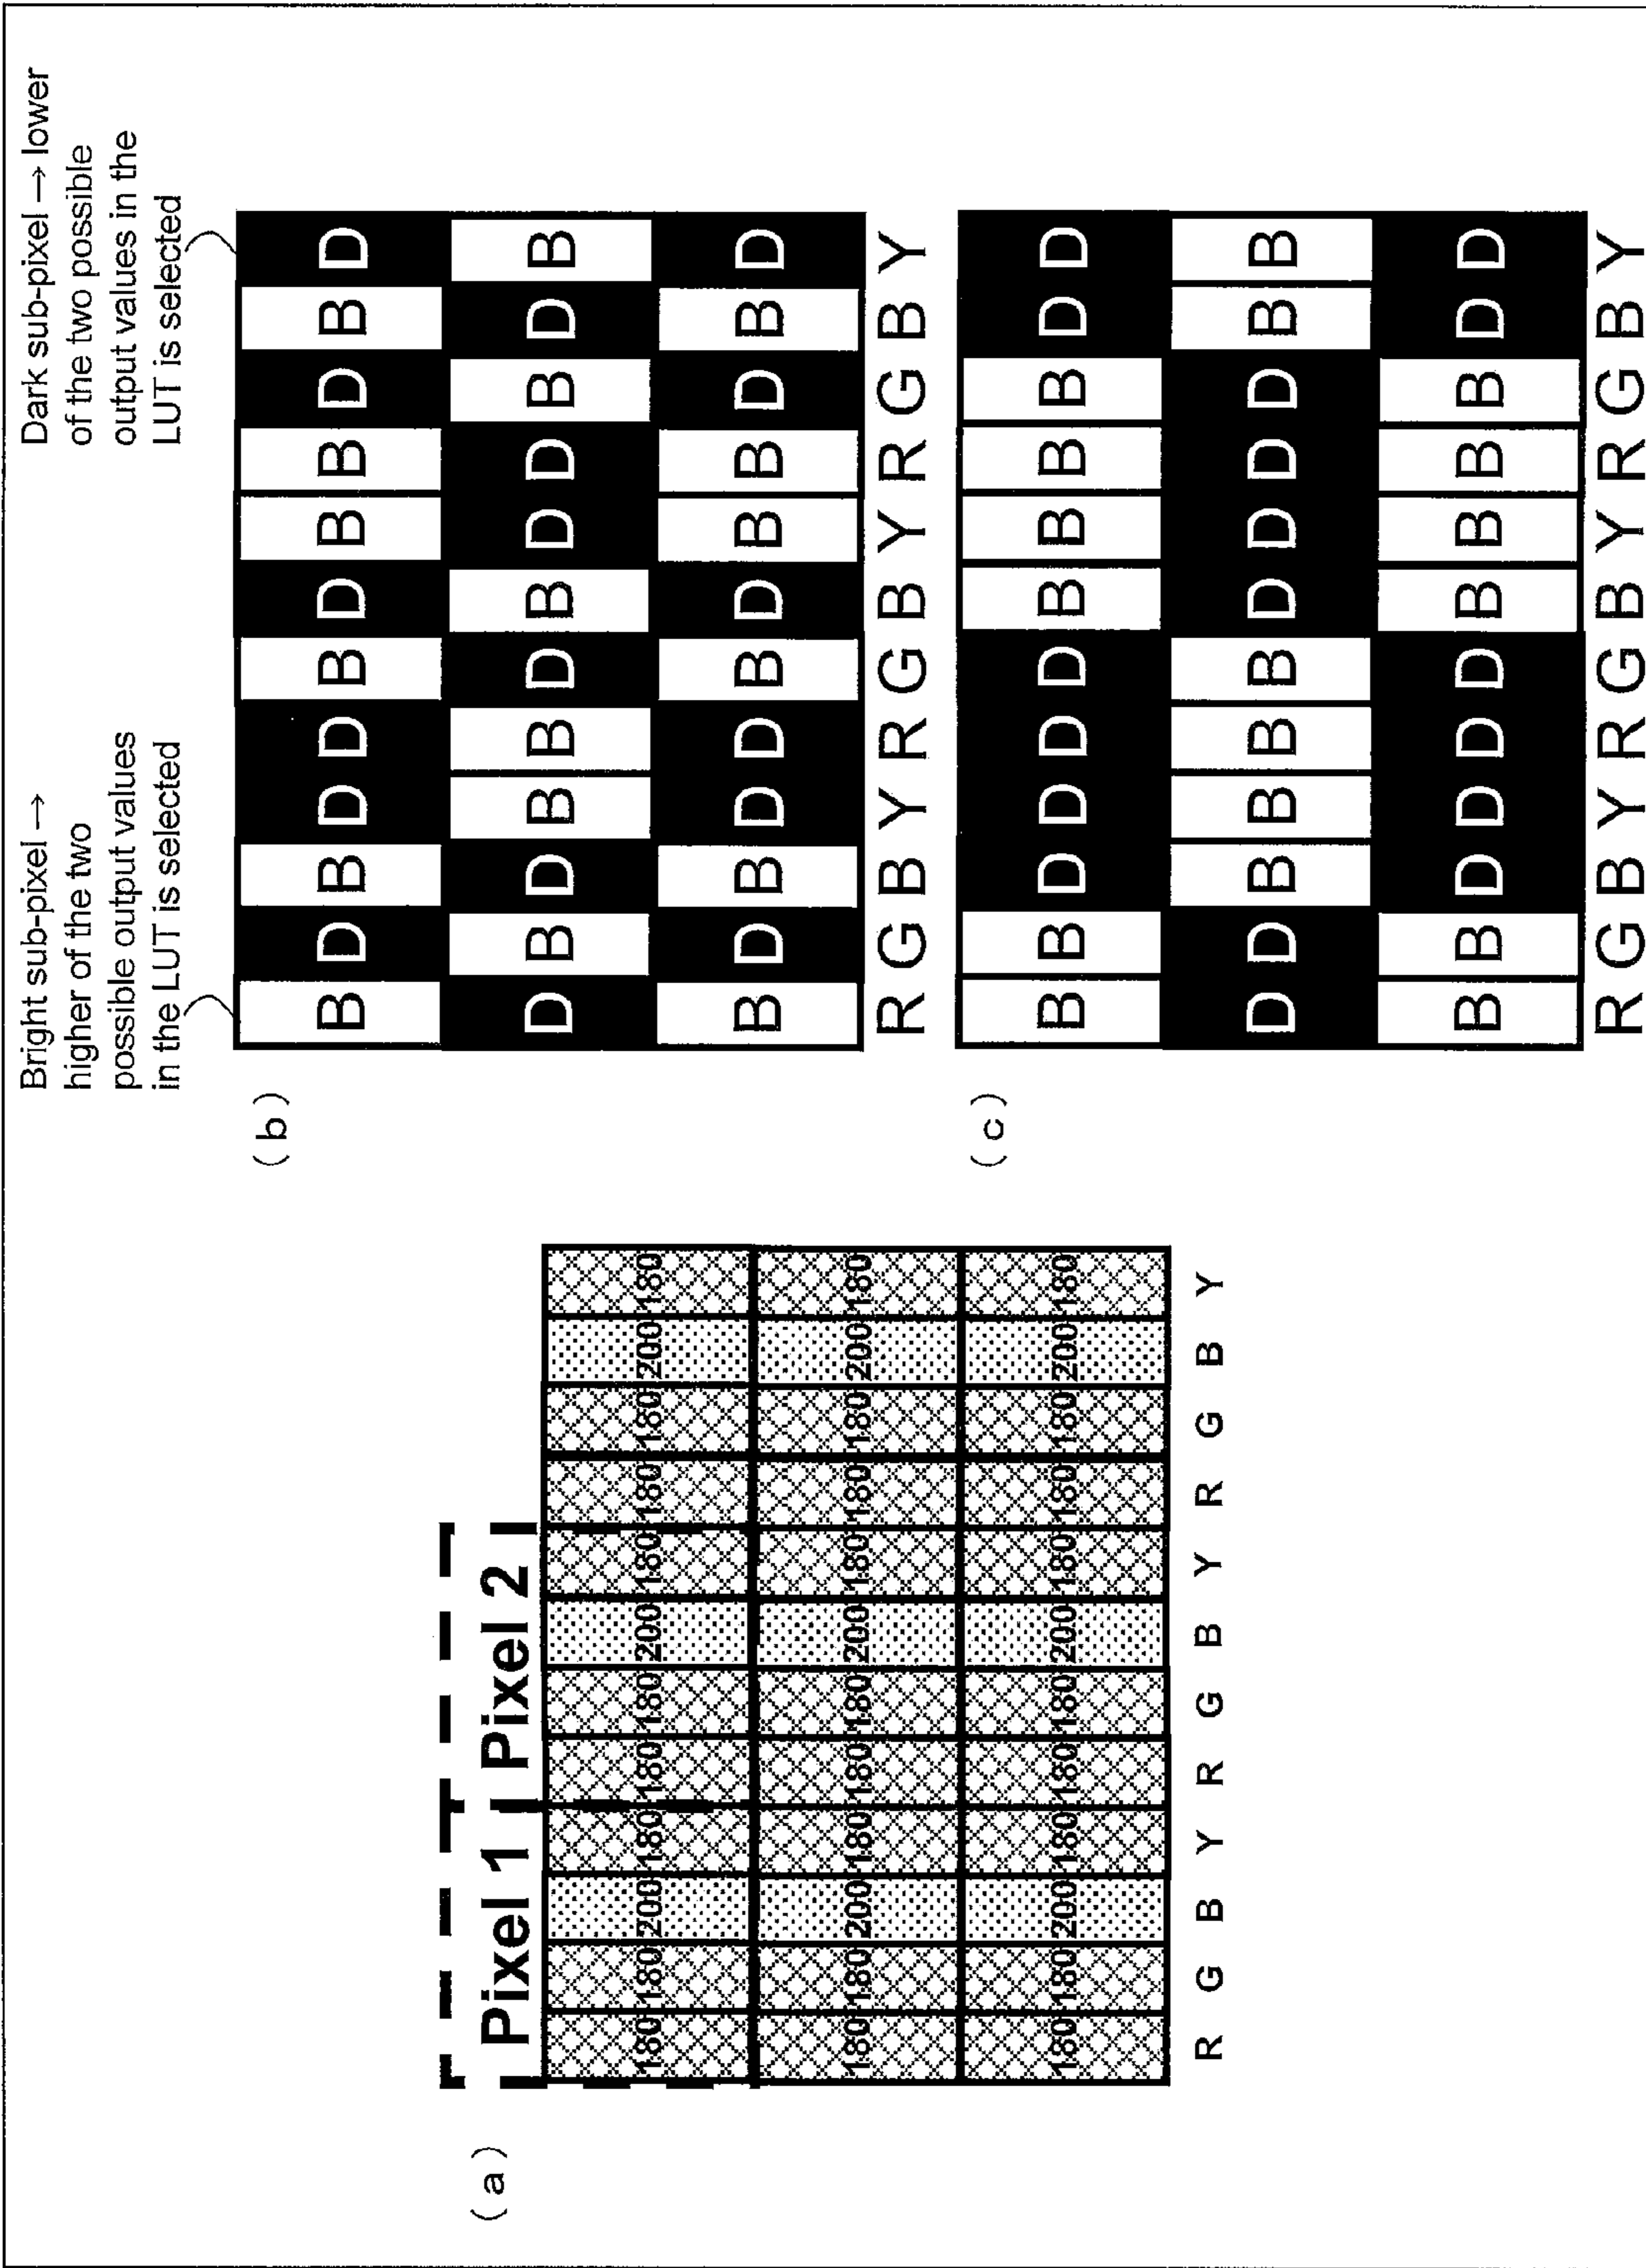 (a)
Pixel 1 Pixel 2
180 180 200 180 180 180 200 180 180 180 200 180
180 180 200 180 180 180 200 180 180 180 200 180
180 180 200 180 180 180 200 180 180 180 200 180
R G B Y R G B Y R G B Y
Bright sub-pixel →
higher of the two
possible output values
in the LUT is selected
Dark sub-pixel → lower
of the two possible
output values in the
LUT is selected
(b)
B D B D D B D B B D B D
D B D B B D B D D B D B
B D B D D B D B B D B D
R G B Y R G B Y R G B Y
(c)
B B D D D D B B B B D D
D D B B B B D D D D B B
B B D D D D B B B B D D
R G B Y R G B Y R G B Y